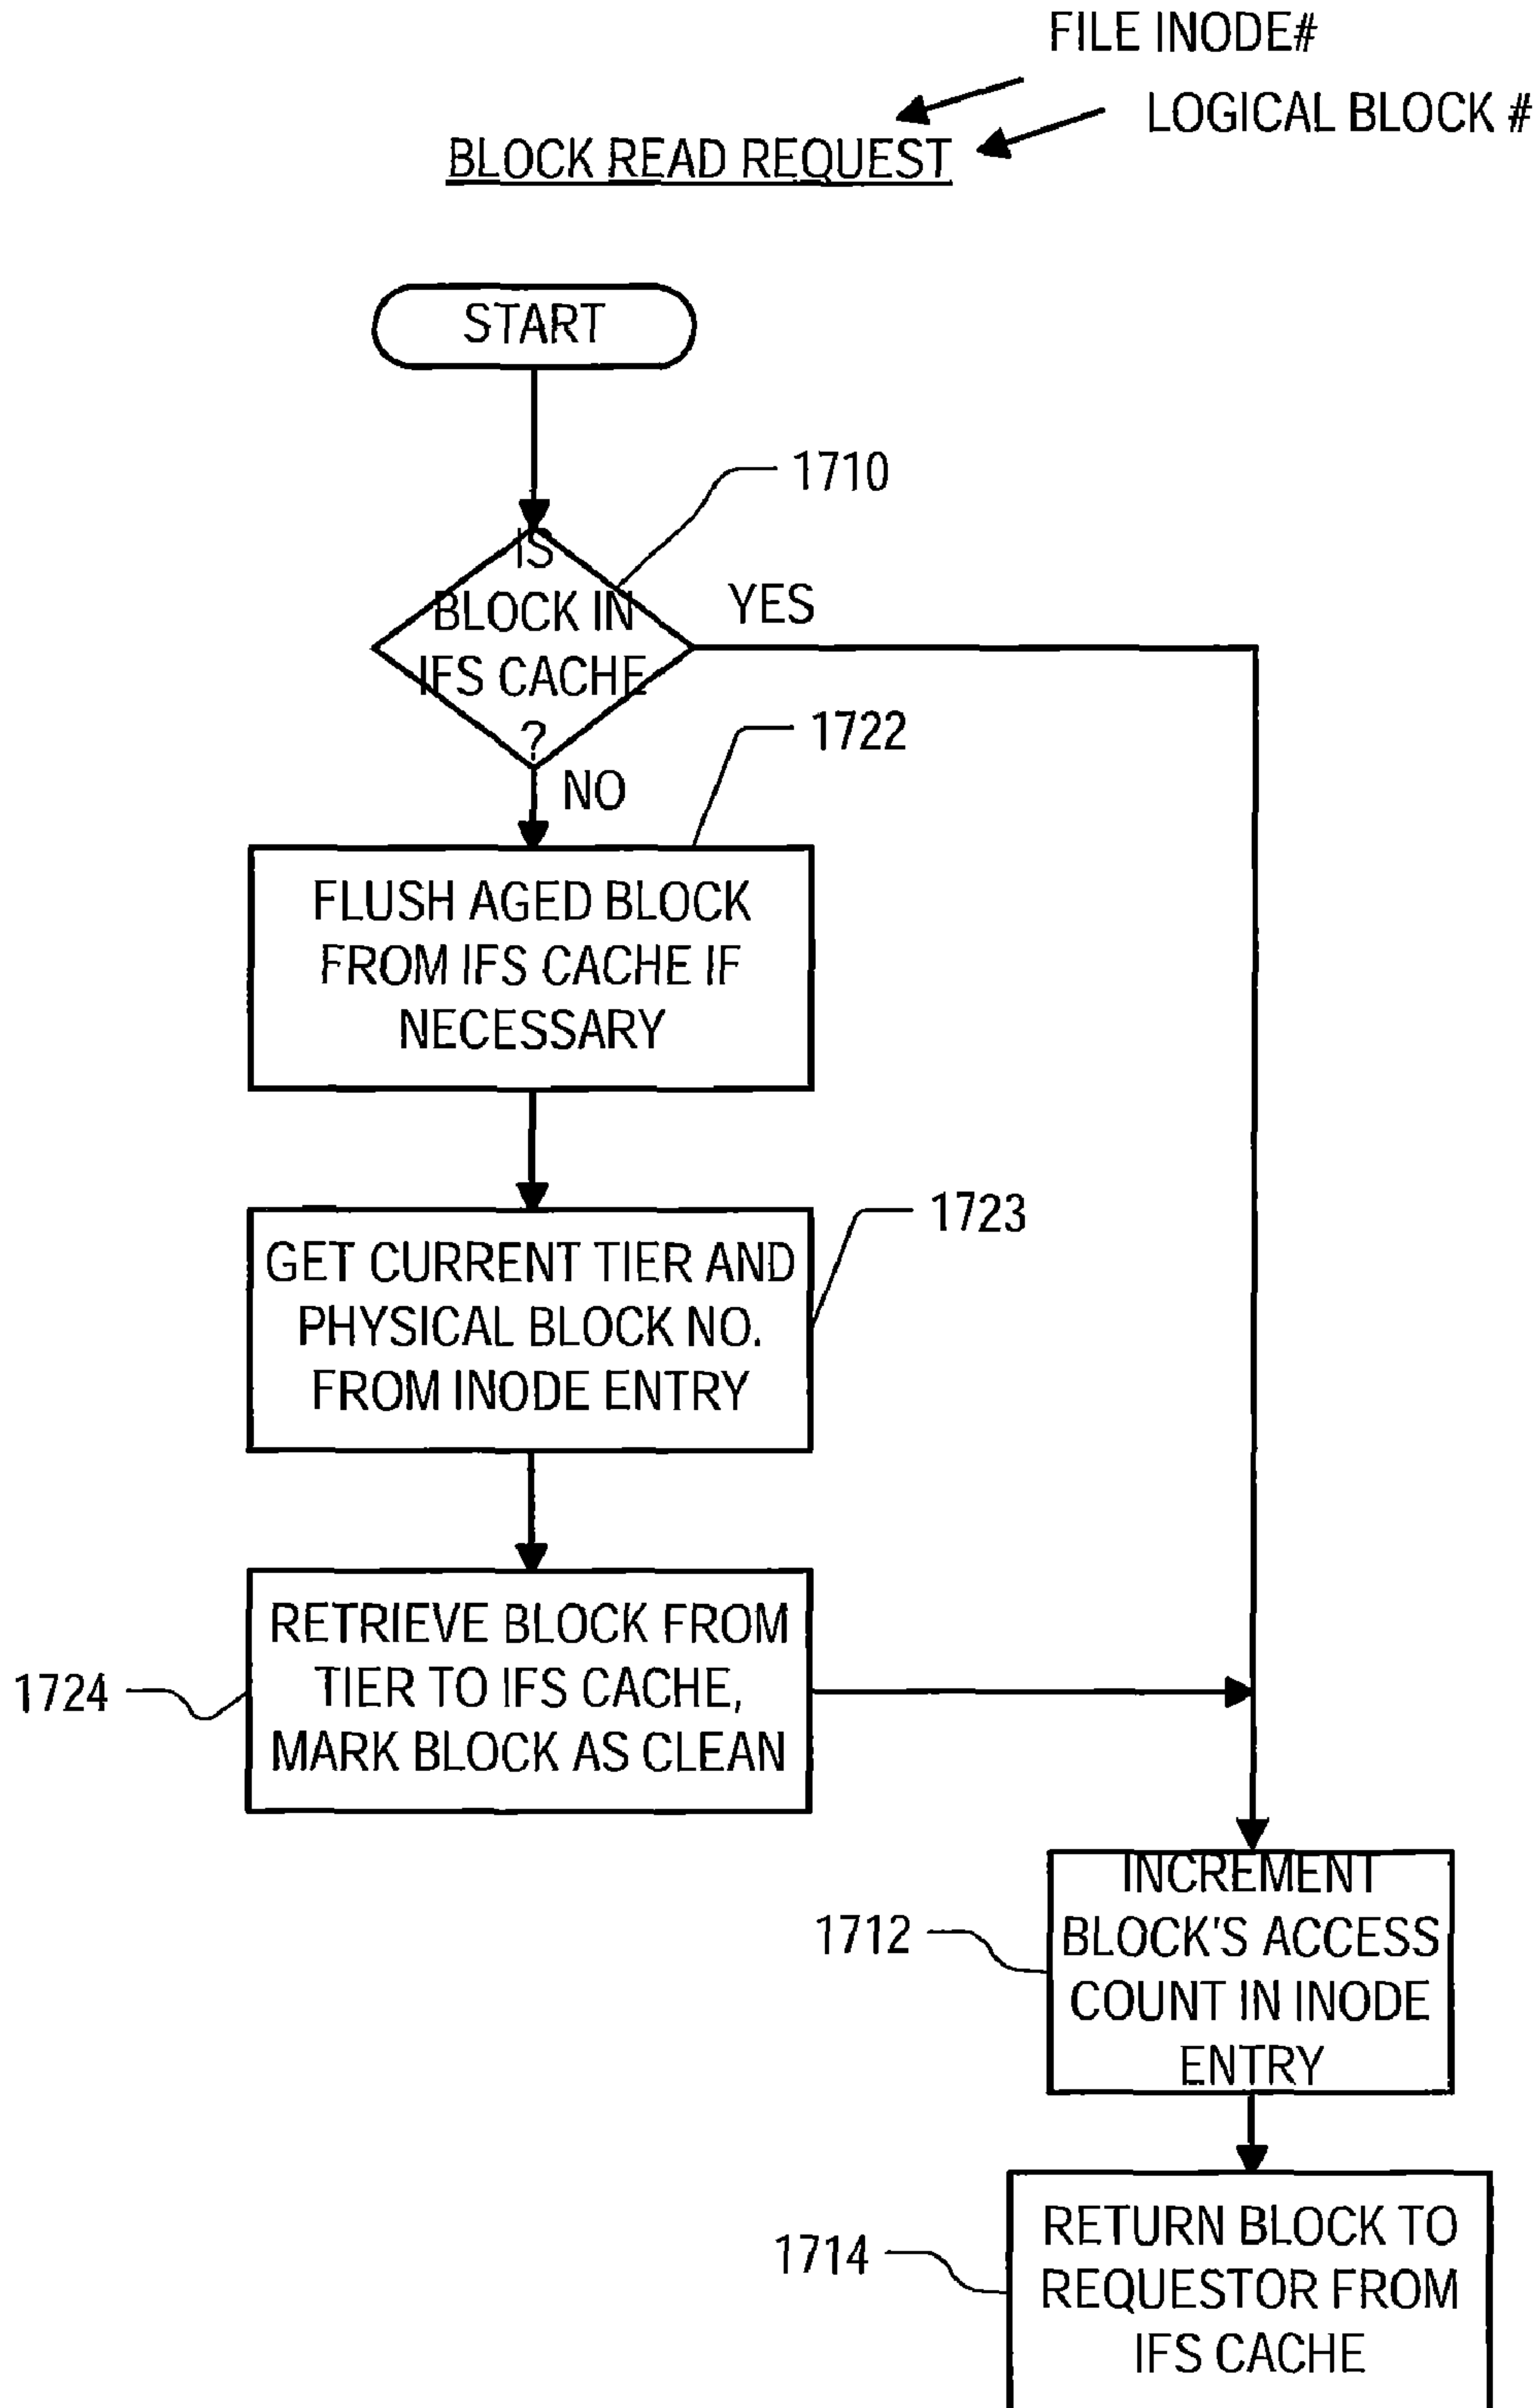 FILE INODE#
LOGICAL BLOCK #
BLOCK READ REQUEST
START
1710
IS
BLOCK IN
IFS CACHE
?
YES
NO
1722
FLUSH AGED BLOCK
FROM IFS CACHE IF
NECESSARY
1723
GET CURRENT TIER AND
PHYSICAL BLOCK NO.
FROM INODE ENTRY
1724
RETRIEVE BLOCK FROM
TIER TO IFS CACHE,
MARK BLOCK AS CLEAN
1712
INCREMENT
BLOCK'S ACCESS
COUNT IN INODE
ENTRY
1714
RETURN BLOCK TO
REQUESTOR FROM
IFS CACHE